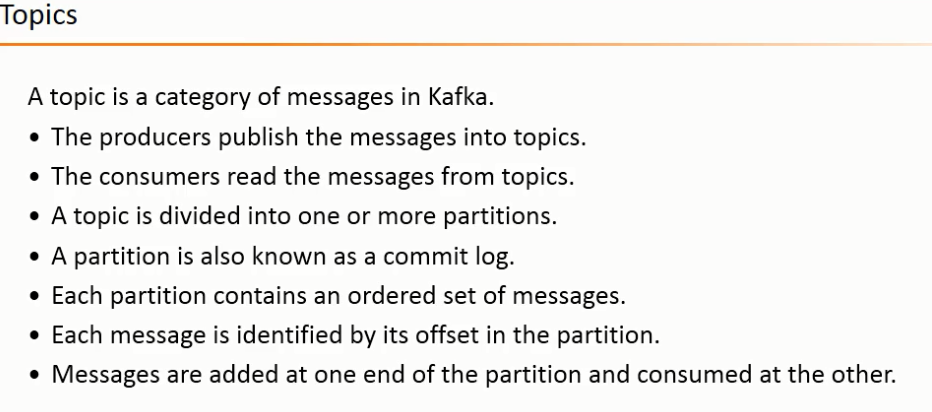 Topics
A topic is a category of messages in Kafka.
• The producers publish the messages into topics.
• The consumers read the messages from topics.
• A topic is divided into one or more partitions.
• A partition is also known as a commit log.
• Each partition contains an ordered set of messages.
• Each message is identified by its offset in the partition.
• Messages are added at one end of the partition and consumed at the other.